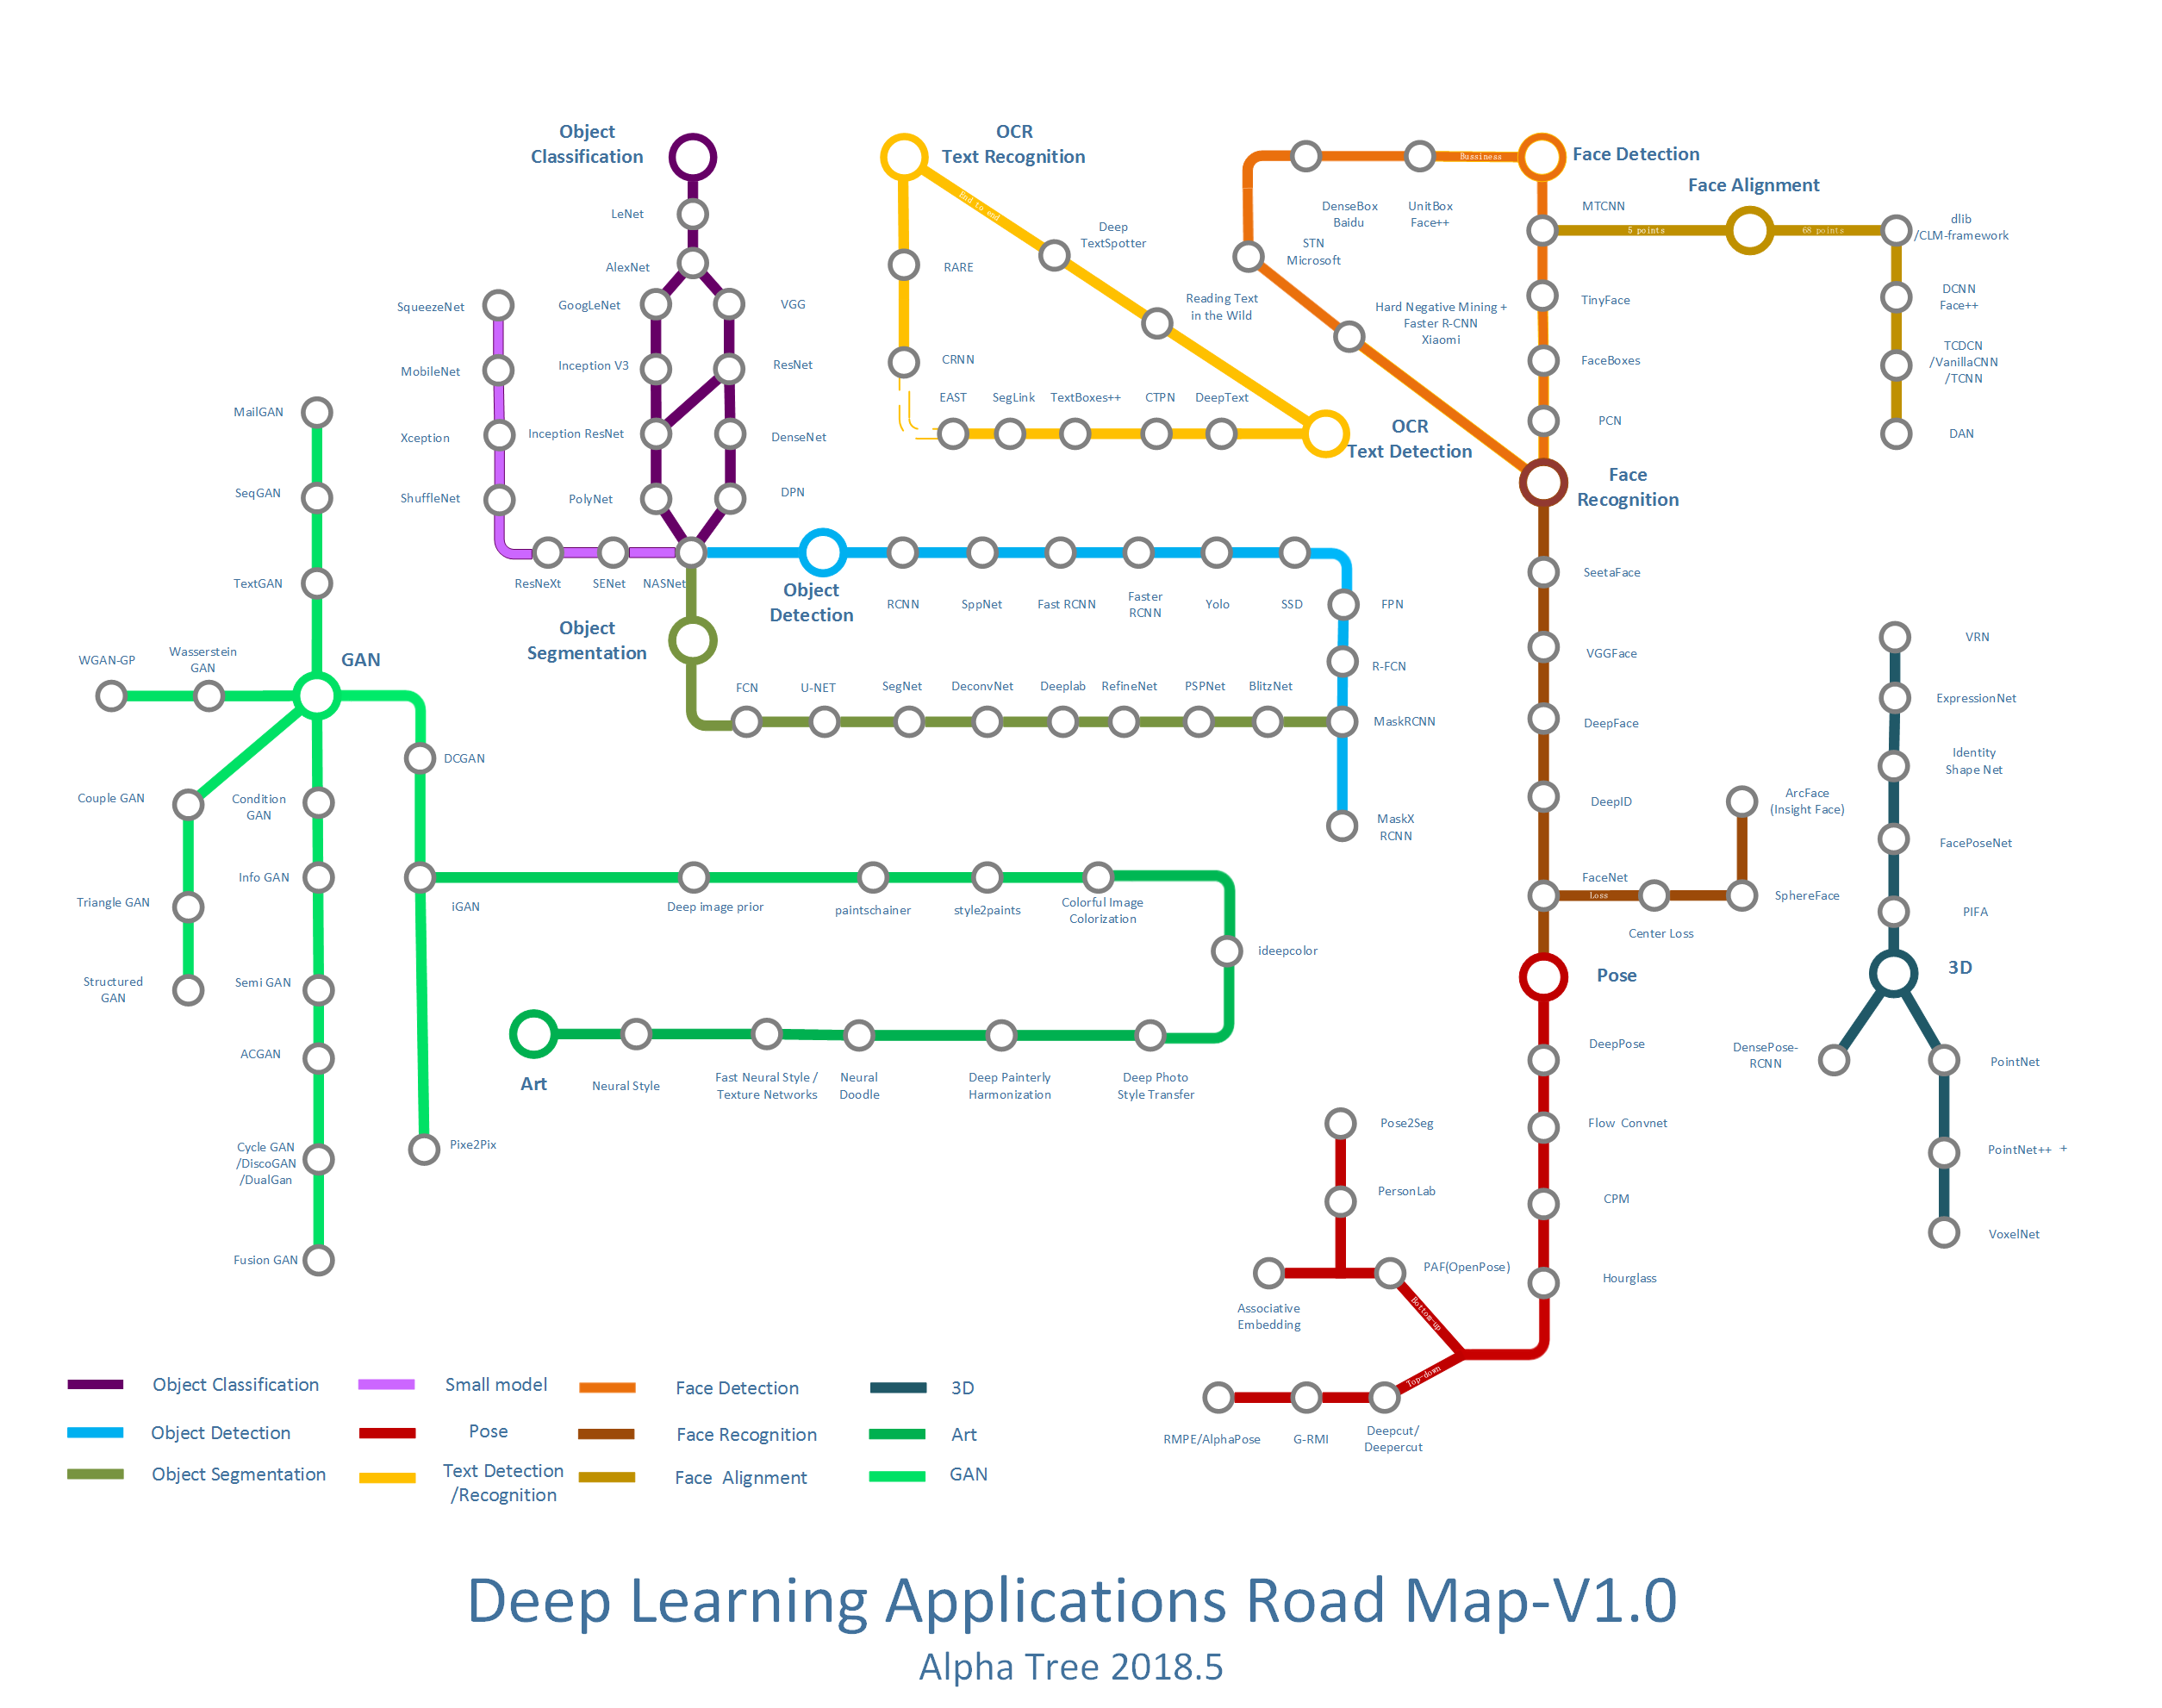 Object
Classification
LeNet
AlexNet
GoogLeNet
VGG
Inception V3
ResNet
Inception ResNet
DenseNet
PolyNet
DPN
SqueezeNet
MobileNet
Xception
ShuffleNet
ResNeXt
SENet
NASNet
OCR
Text Recognition
End to end
RARE
CRNN
Deep
TextSpotter
Reading Text
in the Wild
EAST
SegLink
TextBoxes++
CTPN
DeepText
OCR
Text Detection
Face Detection
Bussiness
UnitBox
Face++
DenseBox
Baidu
STN
Microsoft
Hard Negative Mining +
Faster R-CNN
Xiaomi
MTCNN
TinyFace
FaceBoxes
PCN
Face Alignment
5 points
68 points
dlib
/CLM-framework
DCNN
Face++
TCDCN
/VanillaCNN
/TCNN
DAN
Face
Recognition
SeetaFace
VGGFace
DeepFace
DeepID
FaceNet
Loss
Center Loss
SphereFace
ArcFace
(Insight Face)
Object
Detection
RCNN
SppNet
Fast RCNN
Faster
RCNN
Yolo
SSD
FPN
R-FCN
MaskRCNN
MaskX
RCNN
Object
Segmentation
FCN
U-NET
SegNet
DeconvNet
Deeplab
RefineNet
PSPNet
BlitzNet
MailGAN
SeqGAN
TextGAN
GAN
WGAN-GP
Wasserstein
GAN
Couple GAN
Triangle GAN
Structured
GAN
Condition
GAN
Info GAN
Semi GAN
ACGAN
Cycle GAN
/DiscoGAN
/DualGan
Fusion GAN
DCGAN
iGAN
Pixe2Pix
Deep image prior
paintschainer
style2paints
Colorful Image
Colorization
ideepcolor
Art
Neural Style
Fast Neural Style /
Texture Networks
Neural
Doodle
Deep Painterly
Harmonization
Deep Photo
Style Transfer
Pose
DeepPose
Flow Convnet
CPM
Hourglass
Bottom-up
Top-down
Pose2Seg
PersonLab
PAF(OpenPose)
Associative
Embedding
RMPE/AlphaPose
G-RMI
Deepcut/
Deepercut
VRN
ExpressionNet
Identity
Shape Net
FacePoseNet
PIFA
3D
DensePose-
RCNN
PointNet
PointNet++ +
VoxelNet
Object Classification
Small model
Face Detection
3D
Object Detection
Pose
Face Recognition
Art
Object Segmentation
Text Detection
/Recognition
Face Alignment
GAN
Deep Learning Applications Road Map-V1.0
Alpha Tree 2018.5